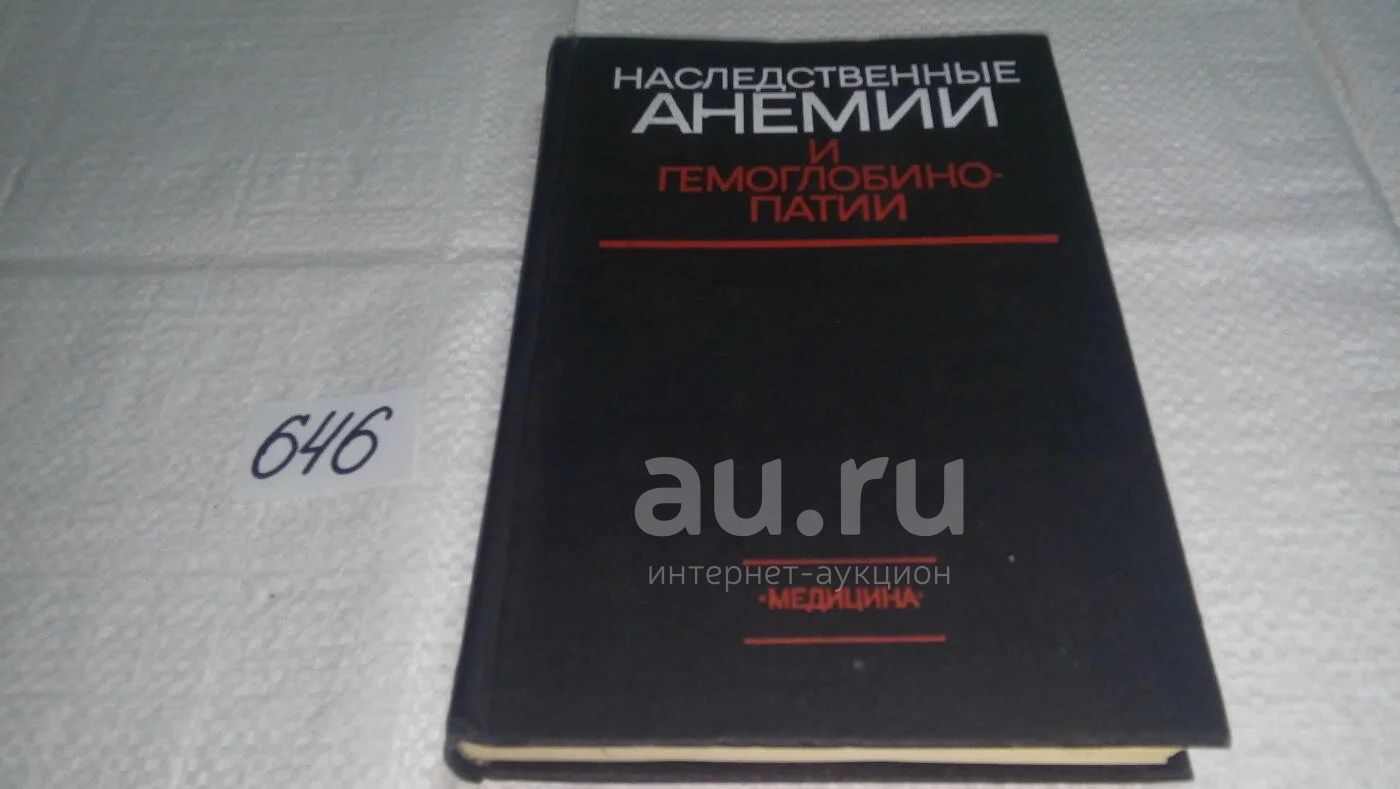 НАСЛЕДСТВЕННЫЕ
АНЕМИИ
И
ГЕМОГЛОБИНО-
ПАТИИ
646
au.ru
интернет-аукцион
·МЕДИЦИНА·